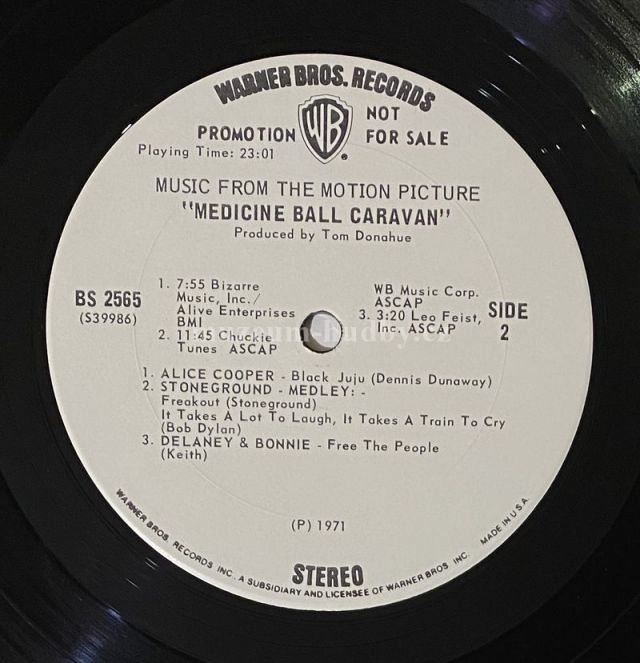 WARNER BROS. RECORDS
PROMOTION WB NOT FOR SALE
Playing Time: 23:01
MUSIC FROM THE MOTION PICTURE
"MEDICINE BALL CARAVAN"
Produced by Tom Donahue
BS 2565
(S39986)
1. 7:55 Bizarre
Music, Inc./
Alive Enterprises
BMI
2. 11:45 Chuckie
Tunes ASCAP
WB Music Corp.
ASCAP
3. 3:20 Leo Feist,
Inc. ASCAP
SIDE
2
1. ALICE COOPER - Black Juju (Dennis Dunaway)
2. STONEGROUND - MEDLEY: -
Freakout (Stoneground)
It Takes A Lot To Laugh, It Takes A Train To Cry
(Bob Dylan)
3. DELANEY & BONNIE - Free The People
(Keith)
(P) 1971
STEREO
WARNER BROS. RECORDS INC. A SUBSIDIARY AND LICENSEE OF WARNER BROS INC. MADE IN U.S.A.